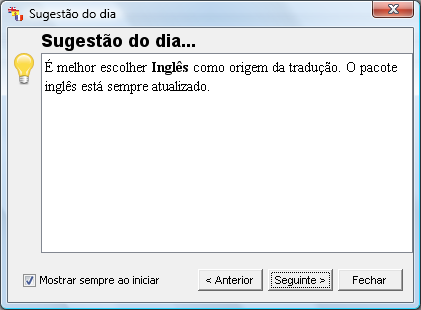 Sugestão do dia
Sugestão do dia...
É melhor escolher Inglês como origem da tradução. O pacote
inglês está sempre atualizado.
Mostrar sempre ao iniciar
< Anterior
Seguinte >
Fechar